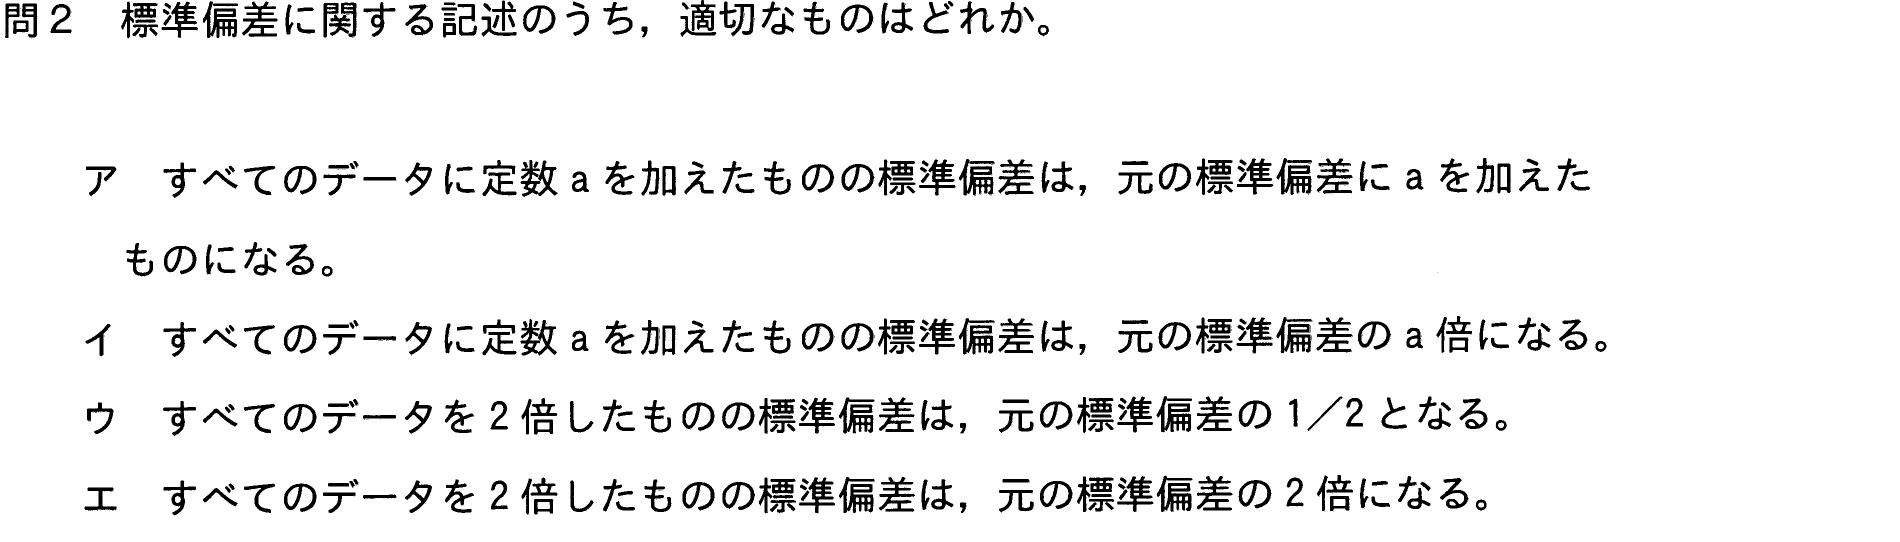 問2　標準偏差に関する記述のうち，適切なものはどれか。
ア　すべてのデータに定数 a を加えたものの標準偏差は，元の標準偏差に a を加えた
ものになる。
イ　すべてのデータに定数 a を加えたものの標準偏差は，元の標準偏差の a 倍になる。
ウ　すべてのデータを 2 倍したものの標準偏差は，元の標準偏差の 1／2 となる。
エ　すべてのデータを 2 倍したものの標準偏差は，元の標準偏差の 2 倍になる。